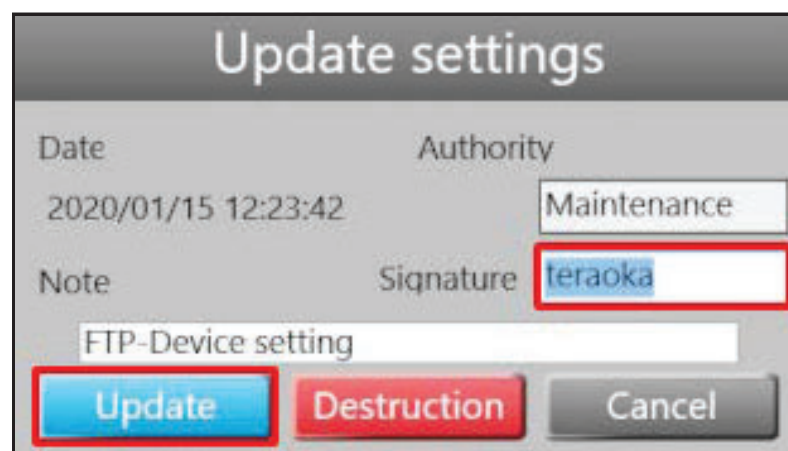 Update settings
Date Authority
2020/01/15 12:23:42 Maintenance
Note Signature teraoka
FTP-Device setting
Update Destruction Cancel